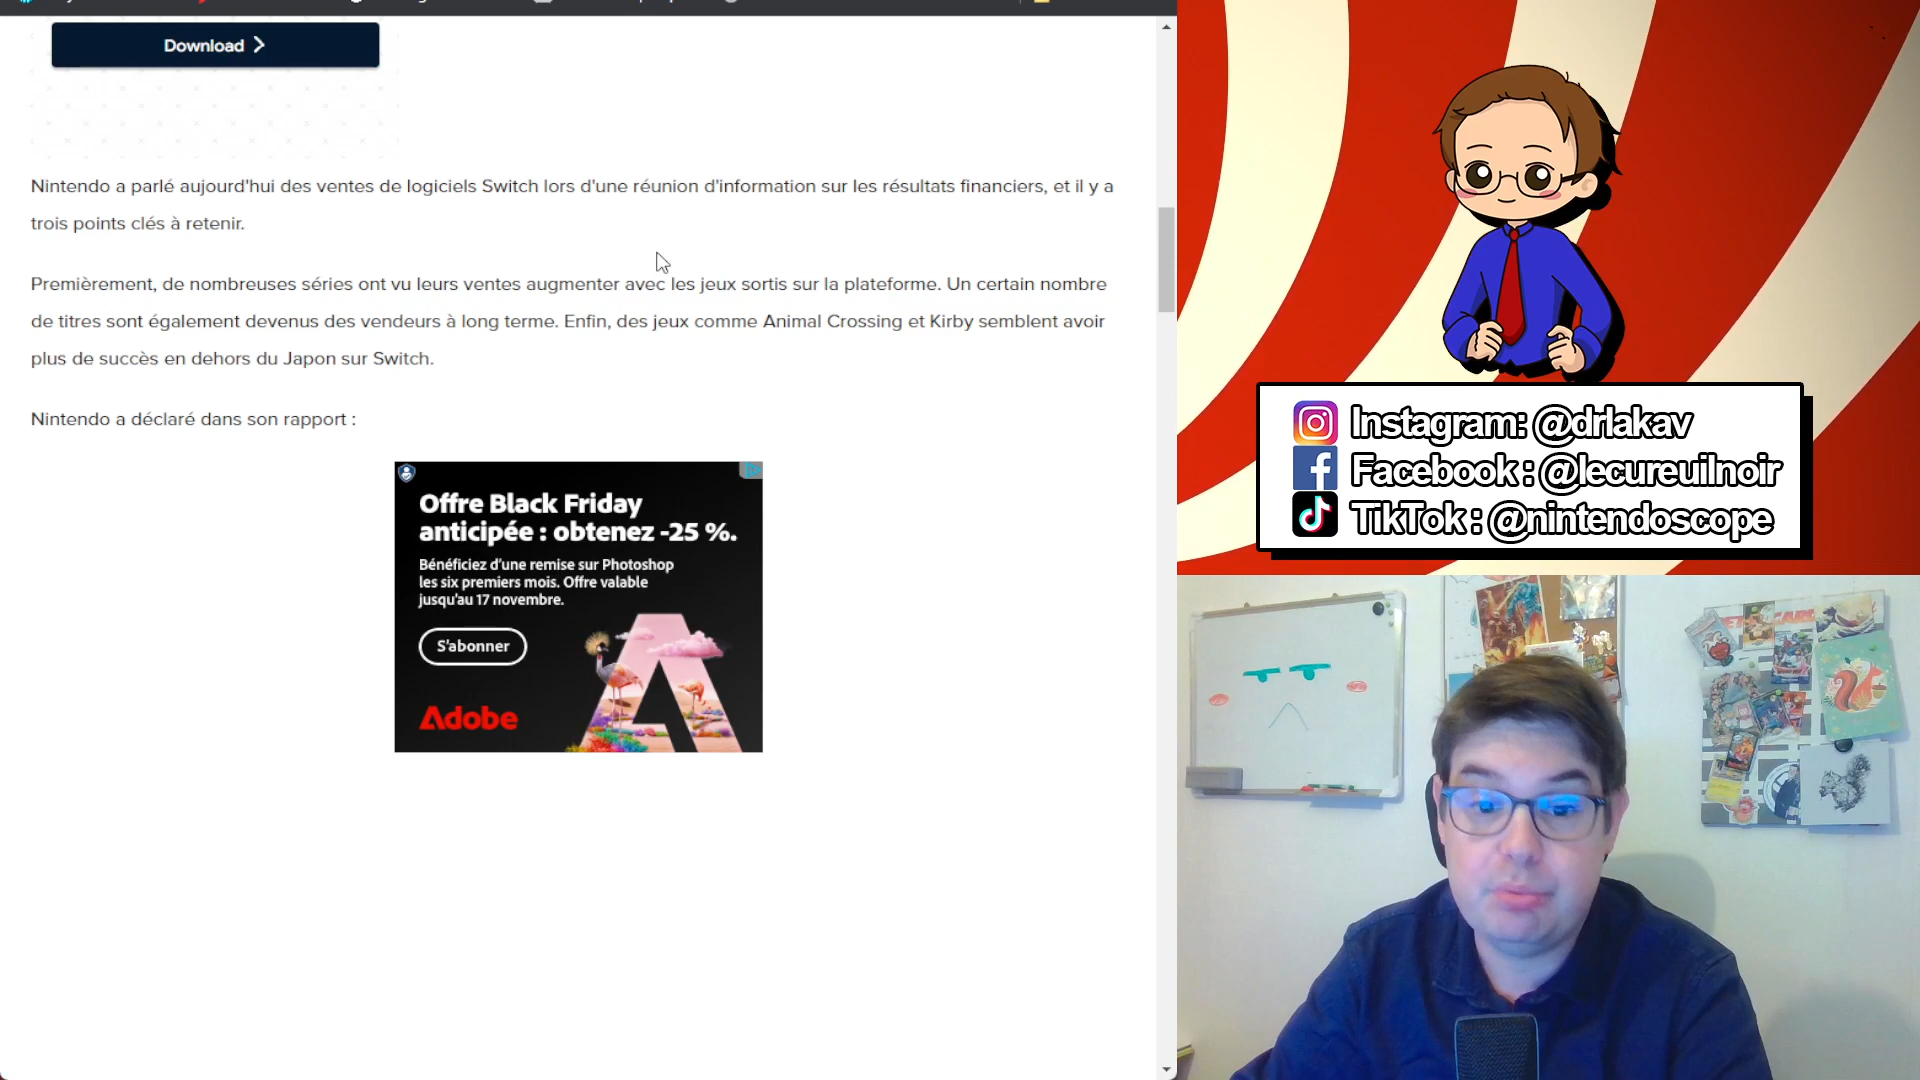 Download
Nintendo a parlé aujourd'hui des ventes de logiciels Switch lors d'une réunion d'information sur les résultats financiers, et il y a
trois points clés à retenir.
Premièrement, de nombreuses séries ont vu leurs ventes augmenter avec les jeux sortis sur la plateforme. Un certain nombre
de titres sont également devenus des vendeurs à long terme. Enfin, des jeux comme Animal Crossing et Kirby semblent avoir
plus de succès en dehors du Japon sur Switch.
Nintendo a déclaré dans son rapport :
Offre Black Friday
anticipée : obtenez -25 %.
Bénéficiez d'une remise sur Photoshop
les six premiers mois. Offre valable
jusqu'au 17 novembre.
S'abonner
Adobe
Instagram: @drlakav
Facebook : @lecureuilnoir
TikTok : @nintendoscope